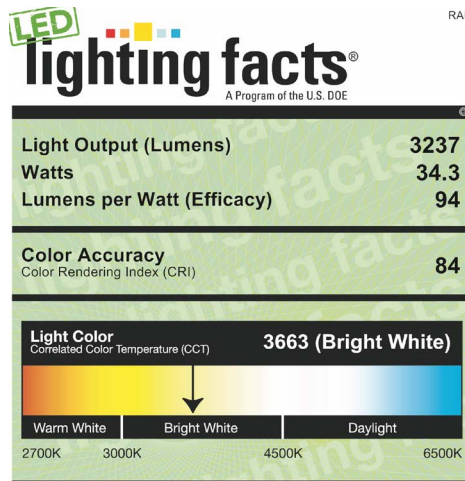 RA
LED
lighting facts®
A Program of the U.S. DOE
Light Output (Lumens) 3237
Watts 34.3
Lumens per Watt (Efficacy) 94
Color Accuracy
Color Rendering Index (CRI) 84
Light Color
Correlated Color Temperature (CCT) 3663 (Bright White)
Warm White Bright White Daylight
2700K 3000K 4500K 6500K